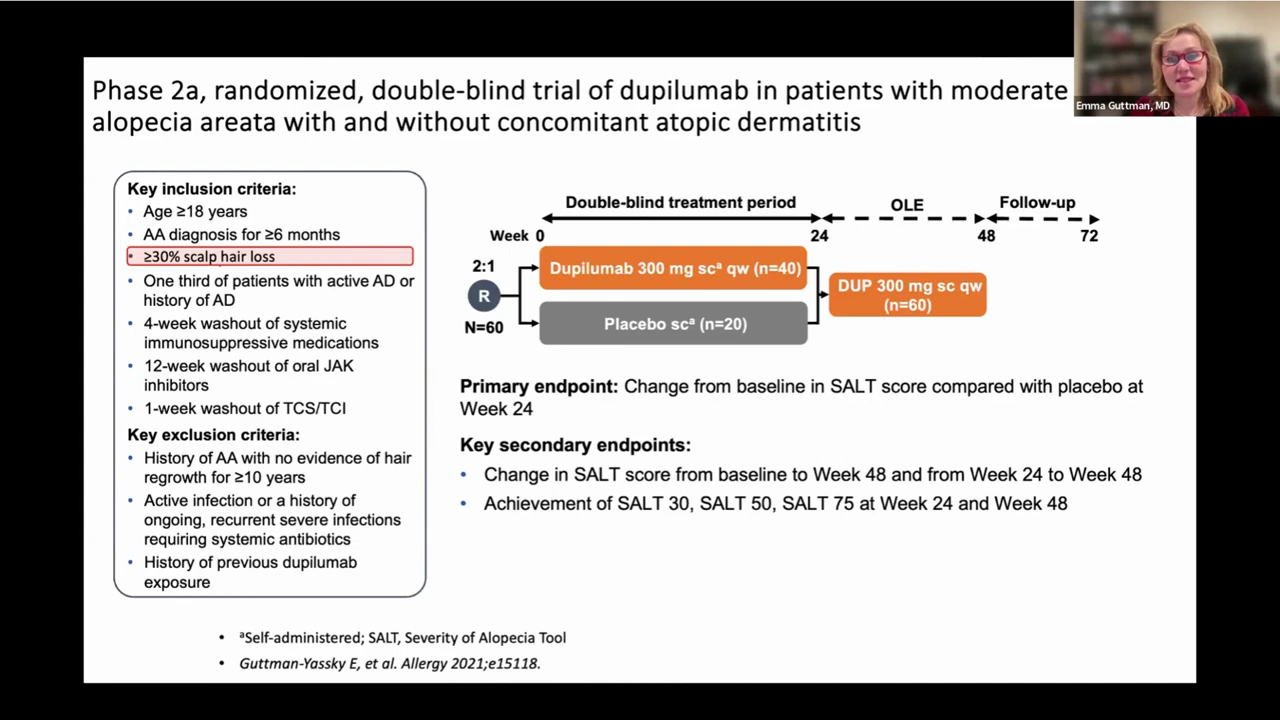 Phase 2a, randomized, double-blind trial of dupilumab in patients with moderate
alopecia areata with and without concomitant atopic dermatitis
Emma Guttman, MD
Key inclusion criteria:
• Age ≥18 years
• AA diagnosis for ≥6 months
• ≥30% scalp hair loss
• One third of patients with active AD or
history of AD
• 4-week washout of systemic
immunosuppressive medications
• 12-week washout of oral JAK
inhibitors
• 1-week washout of TCS/TCI
Key exclusion criteria:
• History of AA with no evidence of hair
regrowth for ≥10 years
• Active infection or a history of
ongoing, recurrent severe infections
requiring systemic antibiotics
• History of previous dupilumab
exposure
Double-blind treatment period
OLE
Follow-up
Week 0
24
48
72
2:1
R
N=60
Dupilumab 300 mg scᵃ qw (n=40)
Placebo scᵃ (n=20)
DUP 300 mg sc qw
(n=60)
Primary endpoint: Change from baseline in SALT score compared with placebo at
Week 24
Key secondary endpoints:
• Change in SALT score from baseline to Week 48 and from Week 24 to Week 48
• Achievement of SALT 30, SALT 50, SALT 75 at Week 24 and Week 48
• ᵃSelf-administered; SALT, Severity of Alopecia Tool
• Guttman-Yassky E, et al. Allergy 2021;e15118.